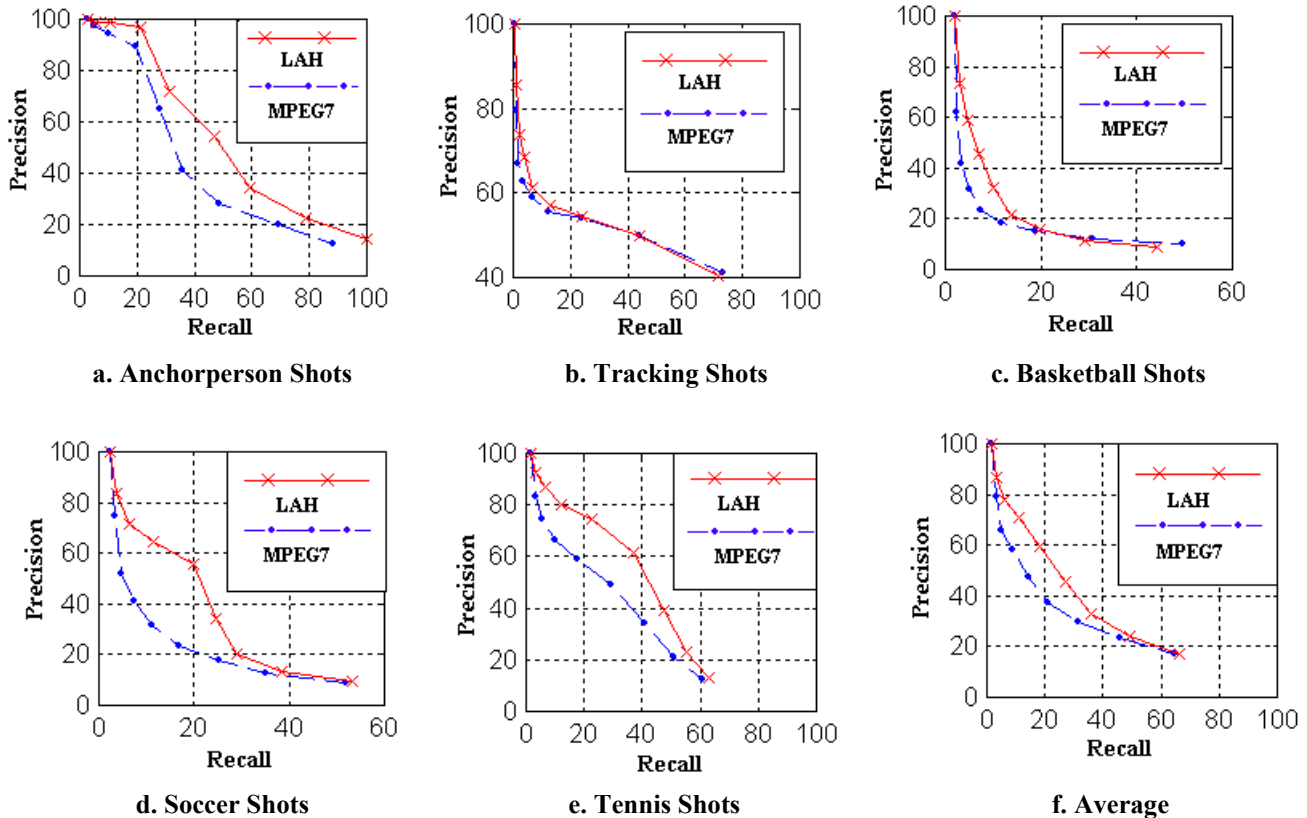 100
80
60
40
20
0
Precision
LAH
MPEG7
0 20 40 60 80 100
Recall
a. Anchorperson Shots
100
80
60
40
Precision
LAH
MPEG7
0 20 40 60 80 100
Recall
b. Tracking Shots
100
80
60
40
20
0
Precision
LAH
MPEG7
0 20 40 60
Recall
c. Basketball Shots
100
80
60
40
20
0
Precision
LAH
MPEG7
0 20 40 60
Recall
d. Soccer Shots
100
80
60
40
20
0
Precision
LAH
MPEG7
0 20 40 60 80 100
Recall
e. Tennis Shots
100
80
60
40
20
0
Precision
LAH
MPEG7
0 20 40 60 80 100
Recall
f. Average